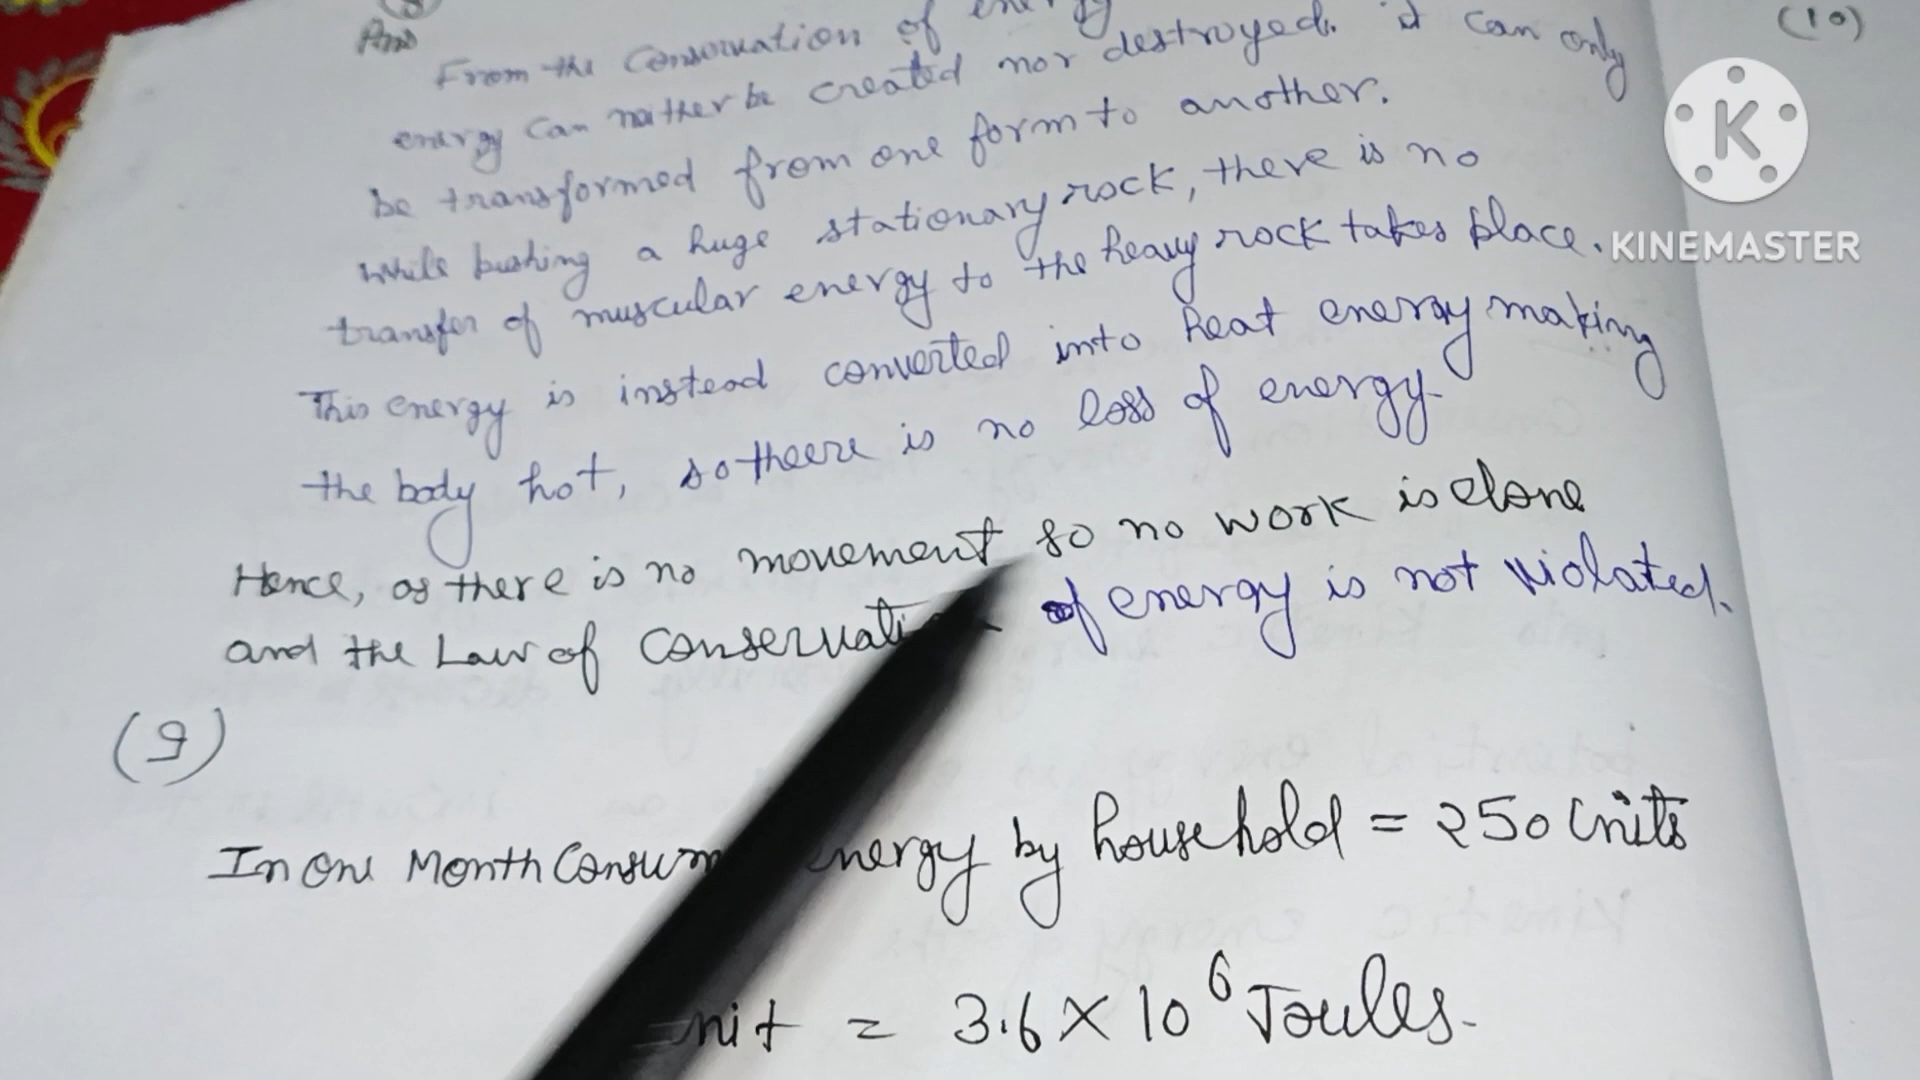 (10)
Ans
From the Conservation of energy
energy can neither be created nor destroyed. it can only
be transformed from one form to another.
while pushing a huge stationary rock, there is no
transfer of muscular energy to the heavy rock takes place.
This energy is instead converted into heat energy making
the body hot, so theere is no loss of energy.
Hence, as there is no movement so no work is done
and the Law of Conservati of energy is not violated.
(9)
In One Month Consum energy by household = 250 Units
nit = 3.6 × 10⁶ Joules.
K
KINEMASTER